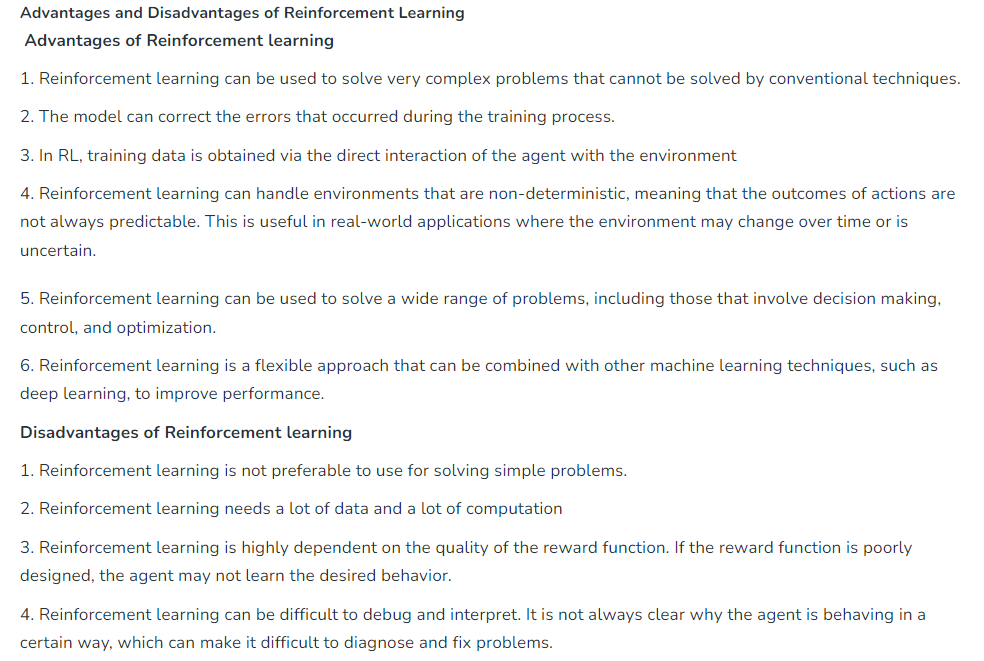 Advantages and Disadvantages of Reinforcement Learning
Advantages of Reinforcement learning
1. Reinforcement learning can be used to solve very complex problems that cannot be solved by conventional techniques.
2. The model can correct the errors that occurred during the training process.
3. In RL, training data is obtained via the direct interaction of the agent with the environment
4. Reinforcement learning can handle environments that are non-deterministic, meaning that the outcomes of actions are
not always predictable. This is useful in real-world applications where the environment may change over time or is
uncertain.
5. Reinforcement learning can be used to solve a wide range of problems, including those that involve decision making,
control, and optimization.
6. Reinforcement learning is a flexible approach that can be combined with other machine learning techniques, such as
deep learning, to improve performance.
Disadvantages of Reinforcement learning
1. Reinforcement learning is not preferable to use for solving simple problems.
2. Reinforcement learning needs a lot of data and a lot of computation
3. Reinforcement learning is highly dependent on the quality of the reward function. If the reward function is poorly
designed, the agent may not learn the desired behavior.
4. Reinforcement learning can be difficult to debug and interpret. It is not always clear why the agent is behaving in a
certain way, which can make it difficult to diagnose and fix problems.